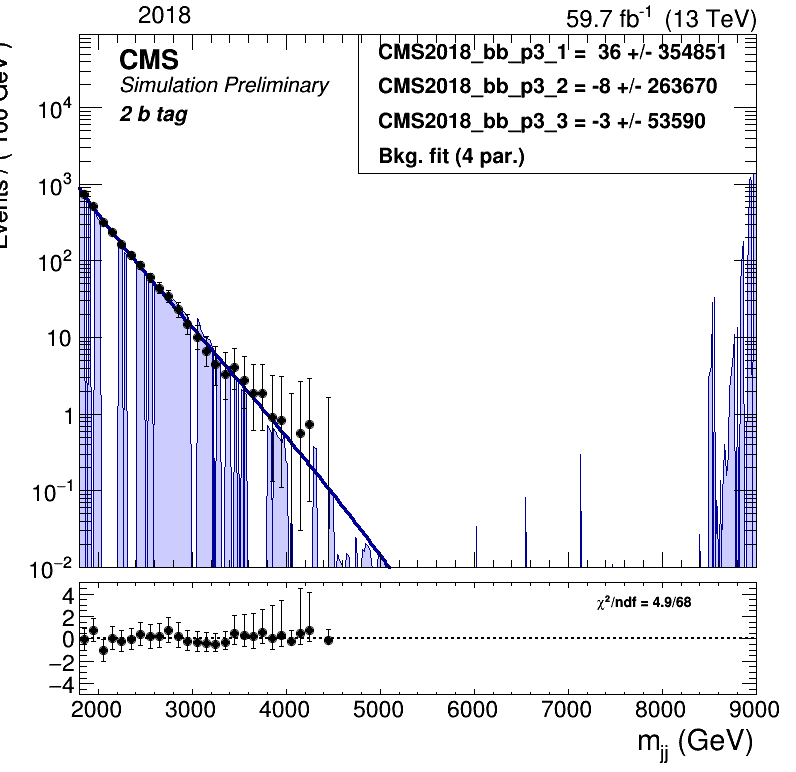 2018
59.7 fb⁻¹ (13 TeV)
CMS
Simulation Preliminary
2 b tag
CMS2018_bb_p3_1 = 36 +/- 354851
CMS2018_bb_p3_2 = -8 +/- 263670
CMS2018_bb_p3_3 = -3 +/- 53590
Bkg. fit (4 par.)
10⁴
10³
10²
10
1
10⁻¹
10⁻²
χ²/ndf = 4.9/68
4
2
0
−2
−4
2000 3000 4000 5000 6000 7000 8000 9000
m_jj (GeV)